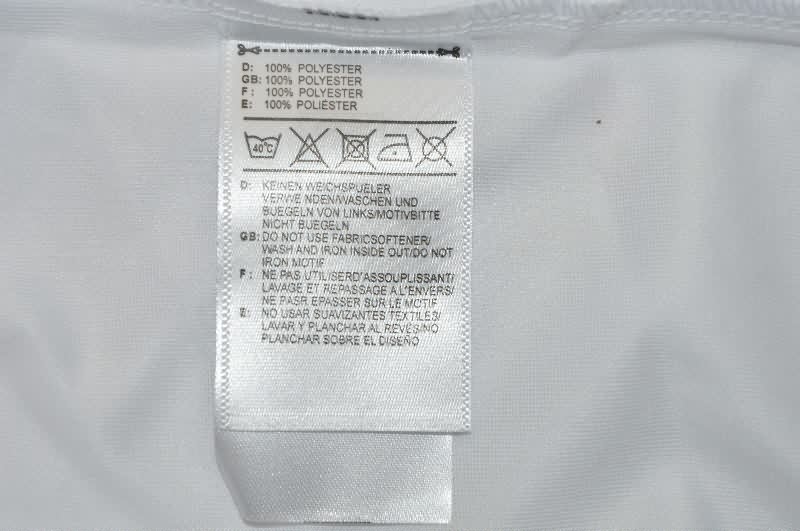 D: 100% POLYESTER
GB: 100% POLYESTER
F: 100% POLYESTER
E: 100% POLIÉSTER
40°C
D: KEINEN WEICHSPUELER
VERWENDEN/WASCHEN UND
BUEGELN VON LINKS/MOTIVBITTE
NICHT BUEGELN
GB: DO NOT USE FABRICSOFTENER/
WASH AND IRON INSIDE OUT/DO NOT
IRON MOTIF
F: NE PAS UTILISERD'ASSOUPLISSANT/
LAVAGE ET REPASSAGE A L'ENVERS/
NE PASR EPASSER SUR LE MOTIF
E: NO USAR SUAVIZANTES TEXTILES/
LAVAR Y PLANCHAR AL REVÉS/NO
PLANCHAR SOBRE EL DISEÑO